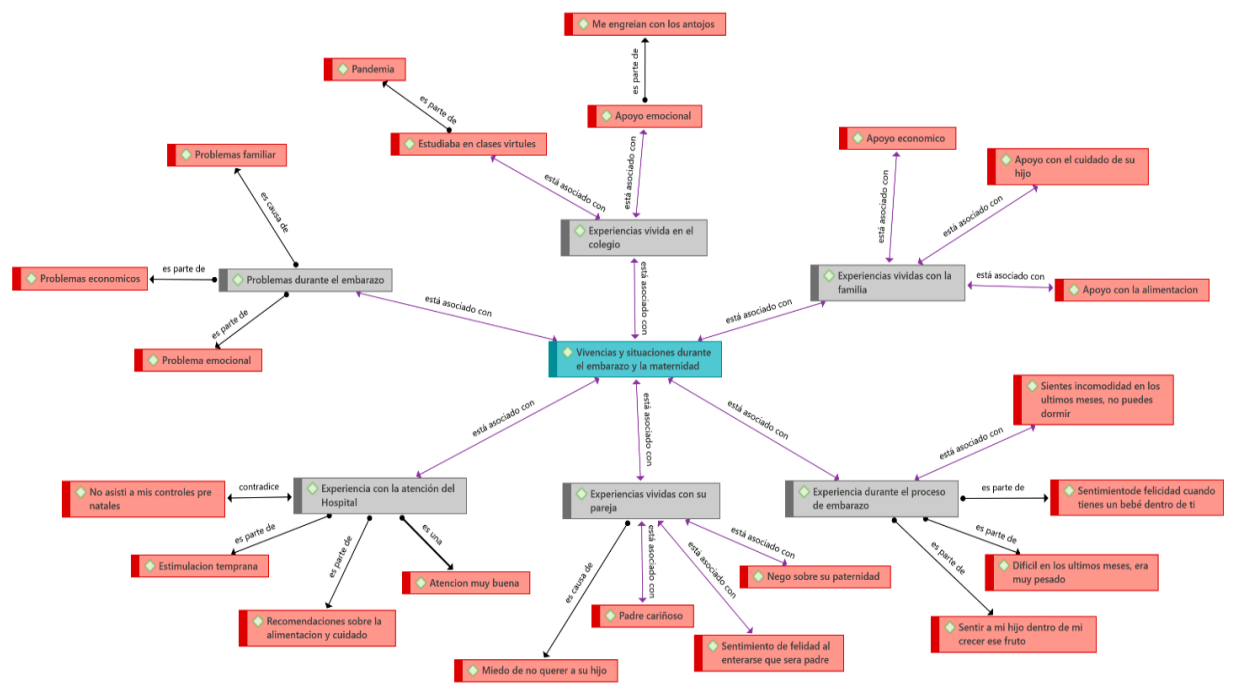 Me engreian con los antojos
es parte de
Pandemia
es parte de
Apoyo emocional
Estudiaba en clases virtules
está asociado con
está asociado con
Experiencias vivida en el
colegio
Apoyo economico
Apoyo con el cuidado de su
hijo
está asociado con
está asociado con
Experiencias vividas con la
familia
está asociado con
Apoyo con la alimentacion
Problemas familiar
es causa de
Problemas economicos
es parte de
Problemas durante el embarazo
es parte de
Problema emocional
está asociado con
está asociado con
está asociado con
Vivencias y situaciones durante
el embarazo y la maternidad
está asociado con
está asociado con
está asociado con
Sientes incomodidad en los
ultimos meses, no puedes
dormir
está asociado con
Experiencia con la atención del
Hospital
contradice
No asisti a mis controles pre
natales
es parte de
Estimulacion temprana
es parte de
Recomendaciones sobre la
alimentacion y cuidado
es una
Atencion muy buena
Experiencias vividas con su
pareja
es causa de
Miedo de no querer a su hijo
está asociado con
Padre cariñoso
está asociado con
Sentimiento de felidad al
enterarse que sera padre
está asociado con
Nego sobre su paternidad
Experiencia durante el proceso
de embarazo
es parte de
Sentimientode felicidad cuando
tienes un bebé dentro de ti
es parte de
Dificil en los ultimos meses, era
muy pesado
es parte de
Sentir a mi hijo dentro de mi
crecer ese fruto